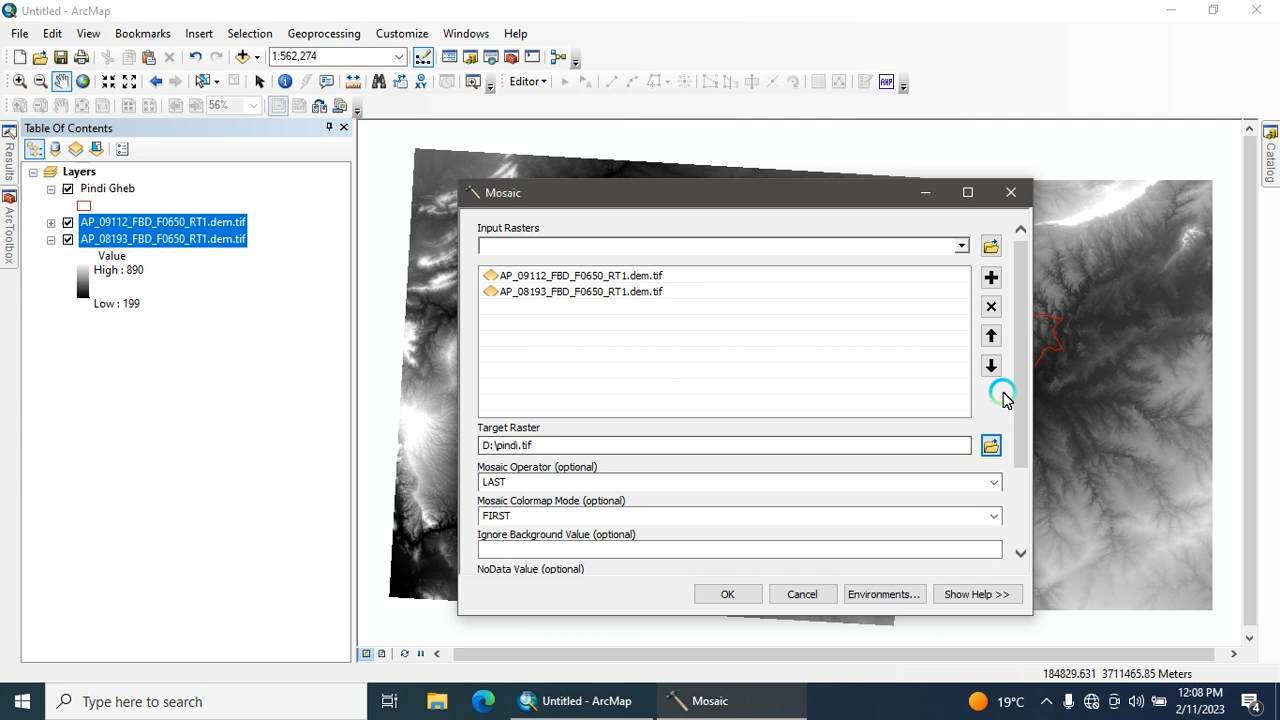 Untitled - ArcMap
File Edit View Bookmarks Insert Selection Geoprocessing Customize Windows Help
1:562,274
Editor
56%
Table Of Contents
Results
ArcToolbox
Catalog
Layers
Pindi Gheb
AP_09112_FBD_F0650_RT1.dem.tif
AP_08193_FBD_F0650_RT1.dem.tif
Value
High : 890
Low : 199
Mosaic
Input Rasters
AP_09112_FBD_F0650_RT1.dem.tif
AP_08193_FBD_F0650_RT1.dem.tif
Target Raster
D:\pindi.tif
Mosaic Operator (optional)
LAST
Mosaic Colormap Mode (optional)
FIRST
Ignore Background Value (optional)
NoData Value (optional)
OK Cancel Environments... Show Help >>
184829.631 3711465.85 Meters
Type here to search
Untitled - ArcMap
Mosaic
19°C
12:08 PM
2/11/2023
4